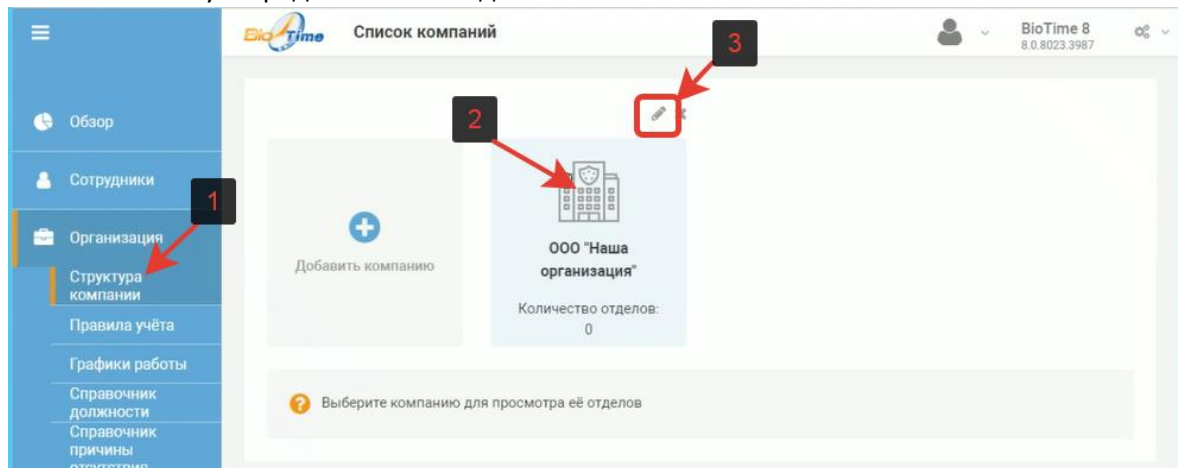 BioTime
Список компаний
BioTime 8
8.0.8023.3987
3
2
1
Обзор
Сотрудники
Организация
Структура
компании
Правила учёта
Графики работы
Справочник
должности
Справочник
причины
отсутствия
Добавить компанию
ООО "Наша
организация"
Количество отделов:
0
Выберите компанию для просмотра её отделов